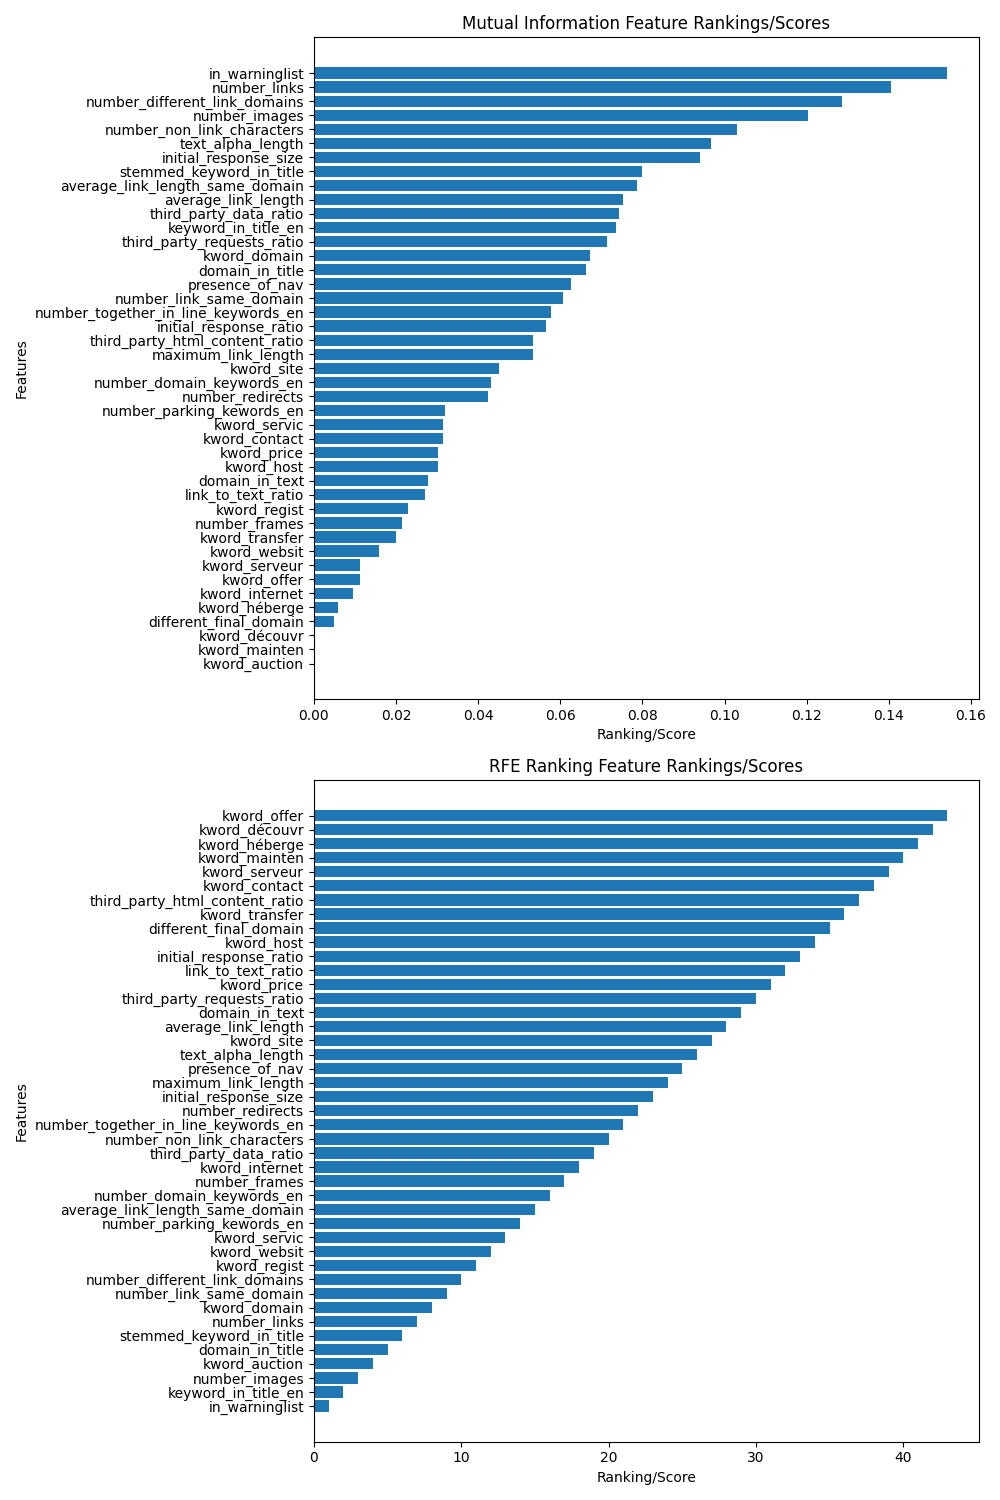 Mutual Information Feature Rankings/Scores
in_warninglist
number_links
number_different_link_domains
number_images
number_non_link_characters
text_alpha_length
initial_response_size
stemmed_keyword_in_title
average_link_length_same_domain
average_link_length
third_party_data_ratio
keyword_in_title_en
third_party_requests_ratio
kword_domain
domain_in_title
presence_of_nav
number_link_same_domain
number_together_in_line_keywords_en
initial_response_ratio
third_party_html_content_ratio
maximum_link_length
kword_site
number_domain_keywords_en
number_redirects
number_parking_kewords_en
kword_servic
kword_contact
kword_price
kword_host
domain_in_text
link_to_text_ratio
kword_regist
number_frames
kword_transfer
kword_websit
kword_serveur
kword_offer
kword_internet
kword_héberge
different_final_domain
kword_découvr
kword_mainten
kword_auction
Features
0.00 0.02 0.04 0.06 0.08 0.10 0.12 0.14 0.16
Ranking/Score
RFE Ranking Feature Rankings/Scores
kword_offer
kword_découvr
kword_héberge
kword_mainten
kword_serveur
kword_contact
third_party_html_content_ratio
kword_transfer
different_final_domain
kword_host
initial_response_ratio
link_to_text_ratio
kword_price
third_party_requests_ratio
domain_in_text
average_link_length
kword_site
text_alpha_length
presence_of_nav
maximum_link_length
initial_response_size
number_redirects
number_together_in_line_keywords_en
number_non_link_characters
third_party_data_ratio
kword_internet
number_frames
number_domain_keywords_en
average_link_length_same_domain
number_parking_kewords_en
kword_servic
kword_websit
kword_regist
number_different_link_domains
number_link_same_domain
kword_domain
number_links
stemmed_keyword_in_title
domain_in_title
kword_auction
number_images
keyword_in_title_en
in_warninglist
Features
0 10 20 30 40
Ranking/Score